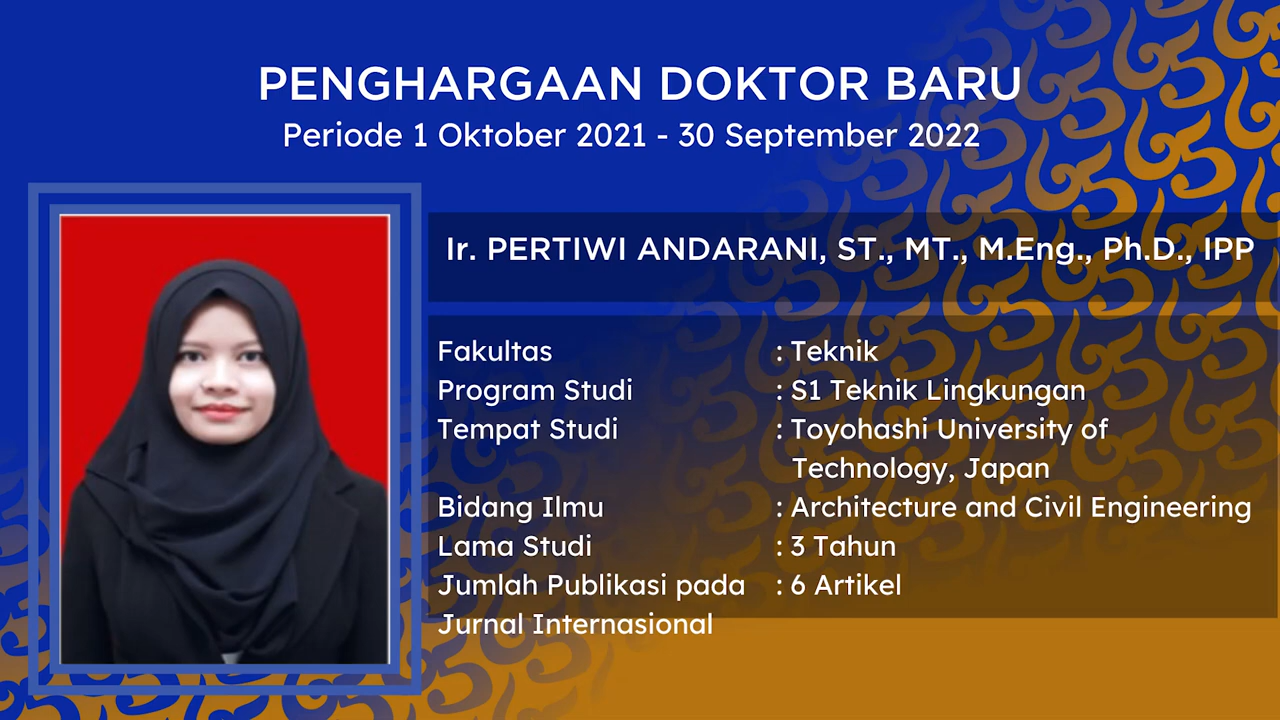 PENGHARGAAN DOKTOR BARU
Periode 1 Oktober 2021 - 30 September 2022
Ir. PERTIWI ANDARANI, ST., MT., M.Eng., Ph.D., IPP
Fakultas : Teknik
Program Studi : S1 Teknik Lingkungan
Tempat Studi : Toyohashi University of
Technology, Japan
Bidang Ilmu : Architecture and Civil Engineering
Lama Studi : 3 Tahun
Jumlah Publikasi pada : 6 Artikel
Jurnal Internasional